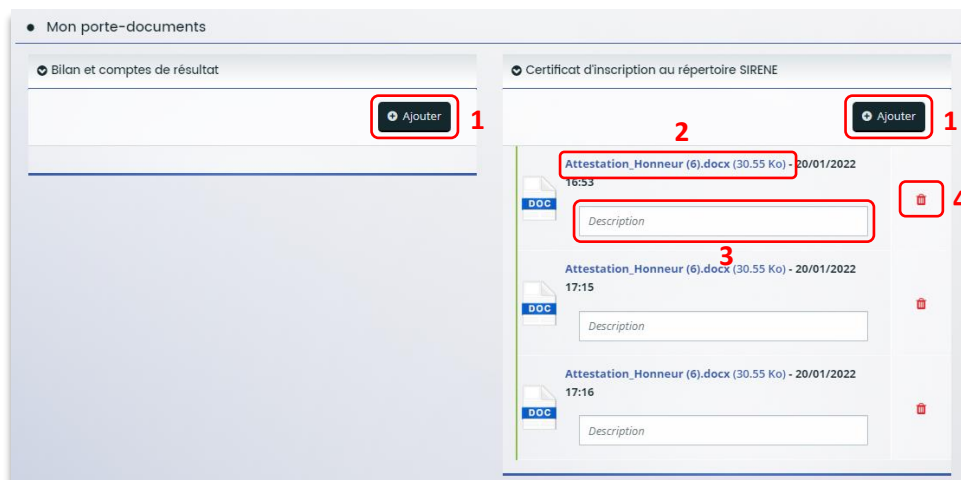 Mon porte-documents
Bilan et comptes de résultat
Ajouter
1
Certificat d'inscription au répertoire SIRENE
Ajouter
1
2
Attestation_Honneur (6).docx (30.55 Ko) - 20/01/2022
16:53
DOC
Description
4
3
Attestation_Honneur (6).docx (30.55 Ko) - 20/01/2022
17:15
DOC
Description
Attestation_Honneur (6).docx (30.55 Ko) - 20/01/2022
17:16
DOC
Description